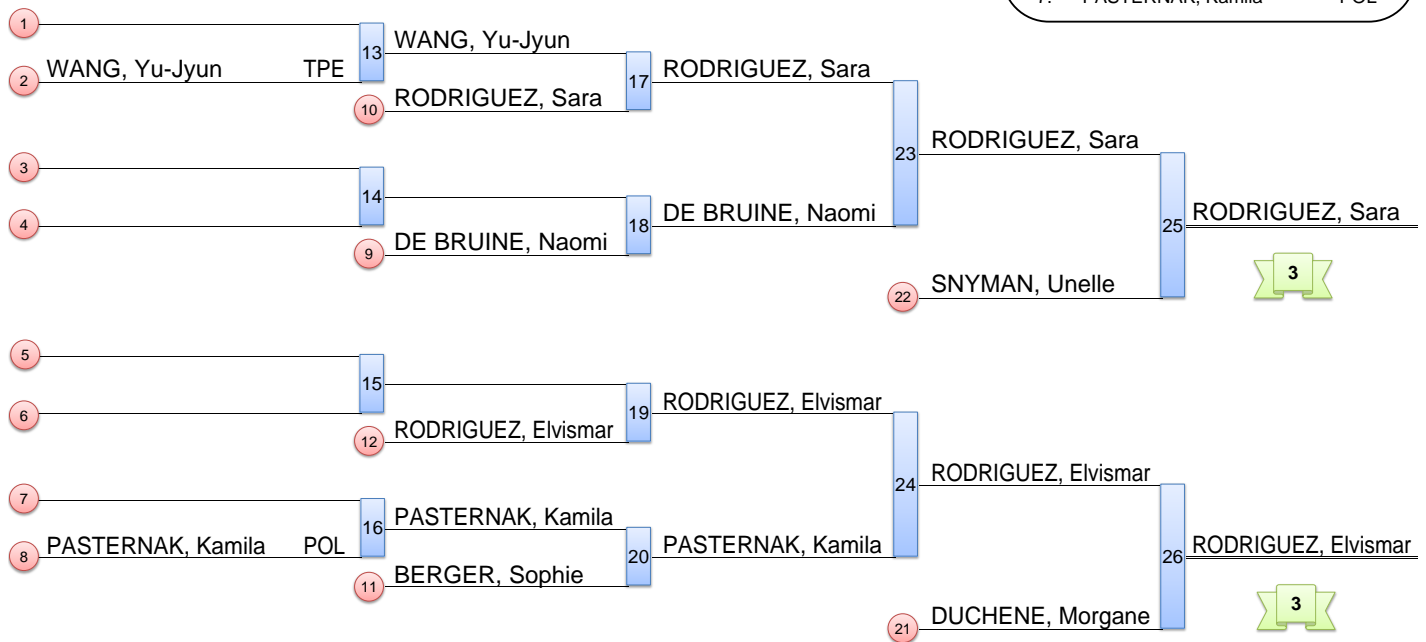 7. PASTERNAK, Kamila POL
1
13 WANG, Yu-Jyun
2 WANG, Yu-Jyun TPE
17 RODRIGUEZ, Sara
10 RODRIGUEZ, Sara
23 RODRIGUEZ, Sara
3
14
4
18 DE BRUINE, Naomi
9 DE BRUINE, Naomi
25 RODRIGUEZ, Sara
3
22 SNYMAN, Unelle
5
15
6
19 RODRIGUEZ, Elvismar
12 RODRIGUEZ, Elvismar
24 RODRIGUEZ, Elvismar
7
16 PASTERNAK, Kamila
8 PASTERNAK, Kamila POL
20 PASTERNAK, Kamila
11 BERGER, Sophie
26 RODRIGUEZ, Elvismar
3
21 DUCHENE, Morgane